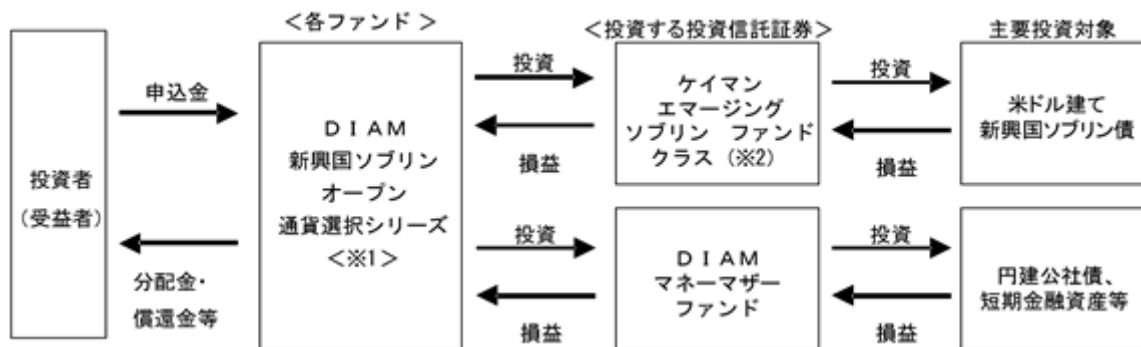 ＜各ファンド＞
＜投資する投資信託証券＞
主要投資対象
投資者
（受益者）
申込金
分配金・
償還金等
ＤＩＡＭ
新興国ソブリン
オープン
通貨選択シリーズ
＜※1＞
投資
損益
投資
損益
ケイマン
エマージング
ソブリン　ファンド
クラス（※2）
ＤＩＡＭ
マネーマザー
ファンド
投資
損益
投資
損益
米ドル建て
新興国ソブリン債
円建公社債、
短期金融資産等